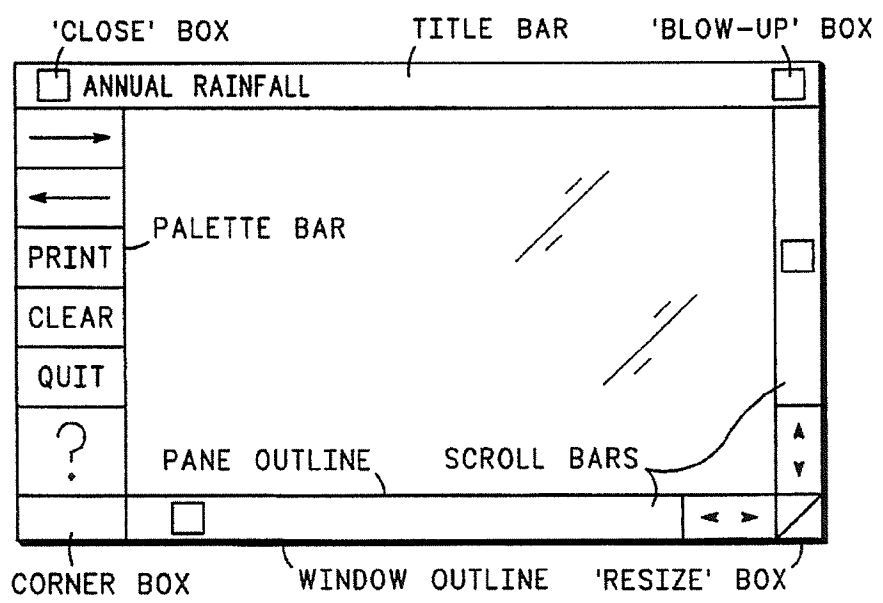 'CLOSE' BOX
TITLE BAR
'BLOW-UP' BOX
ANNUAL RAINFALL
PALETTE BAR
PRINT
CLEAR
QUIT
?
PANE OUTLINE
SCROLL BARS
CORNER BOX
WINDOW OUTLINE
'RESIZE' BOX